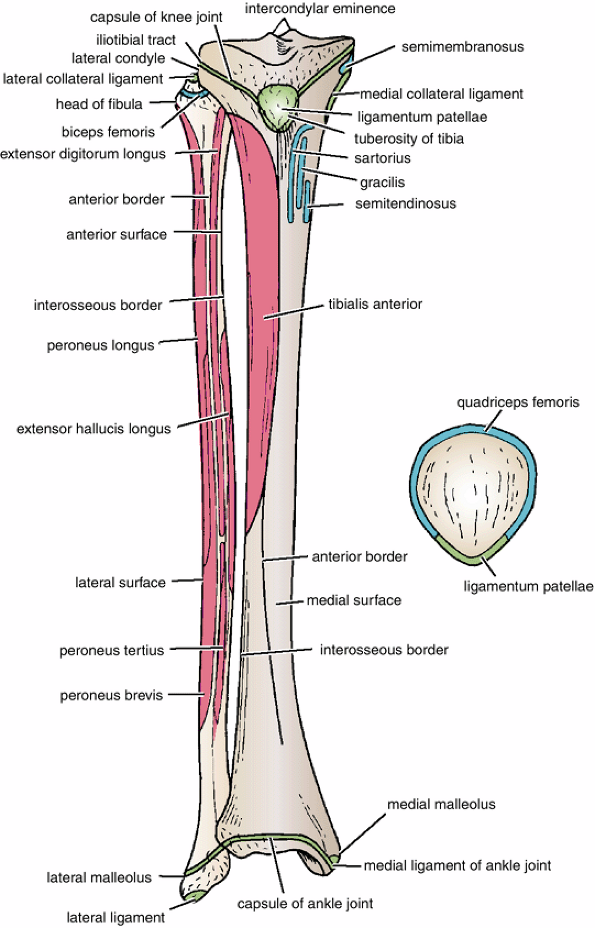 intercondylar eminence
capsule of knee joint
iliotibial tract
lateral condyle
lateral collateral ligament
head of fibula
biceps femoris
extensor digitorum longus
anterior border
anterior surface
interosseous border
peroneus longus
extensor hallucis longus
lateral surface
peroneus tertius
peroneus brevis
lateral malleolus
lateral ligament
semimembranosus
medial collateral ligament
ligamentum patellae
tuberosity of tibia
sartorius
gracilis
semitendinosus
tibialis anterior
anterior border
medial surface
interosseous border
medial malleolus
medial ligament of ankle joint
capsule of ankle joint
quadriceps femoris
ligamentum patellae